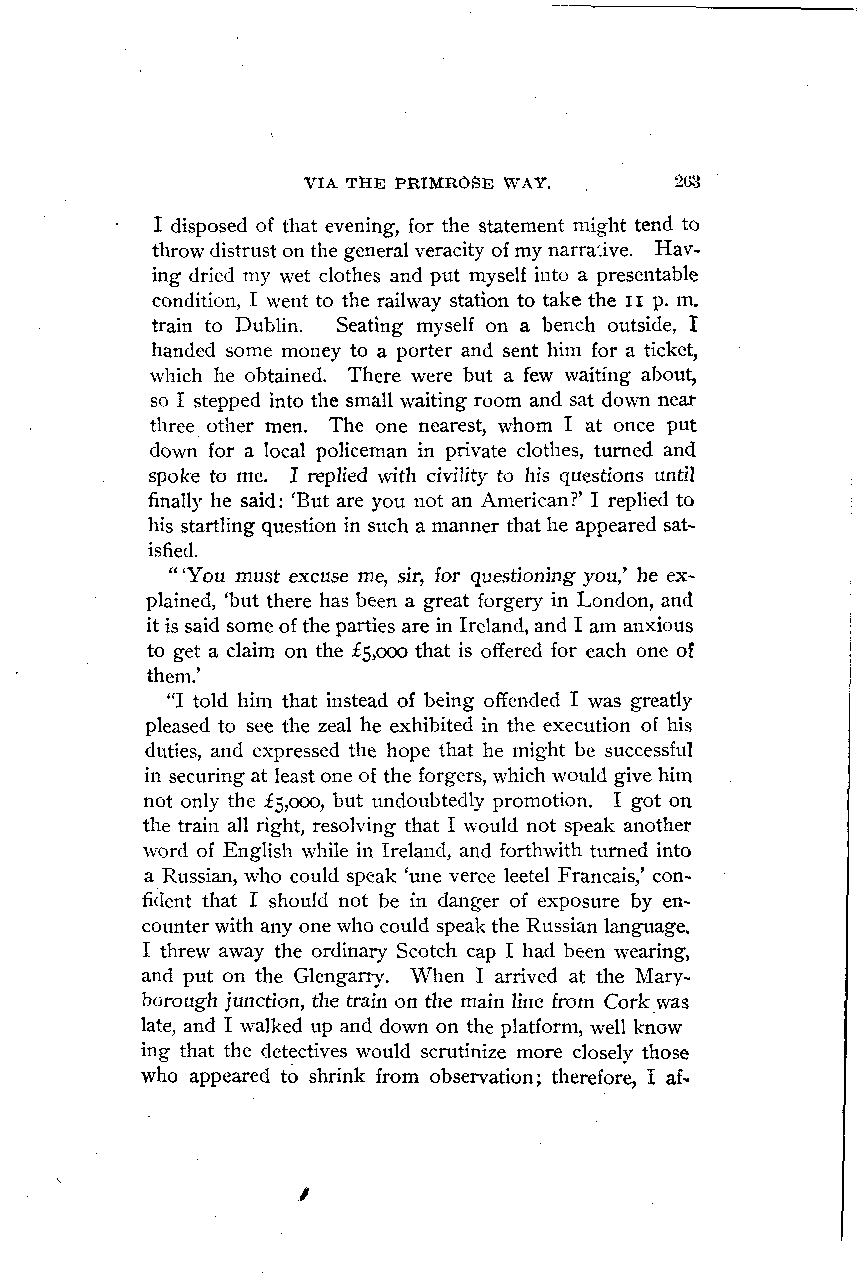 VIA THE PRIMROSE WAY. 263
I disposed of that evening, for the statement might tend to
throw distrust on the general veracity of my narrative. Hav-
ing dried my wet clothes and put myself into a presentable
condition, I went to the railway station to take the 11 p. m.
train to Dublin. Seating myself on a bench outside, I
handed some money to a porter and sent him for a ticket,
which he obtained. There were but a few waiting about,
so I stepped into the small waiting room and sat down near
three other men. The one nearest, whom I at once put
down for a local policeman in private clothes, turned and
spoke to me. I replied with civility to his questions until
finally he said: 'But are you not an American?' I replied to
his startling question in such a manner that he appeared sat-
isfied.
"'You must excuse me, sir, for questioning you,' he ex-
plained, 'but there has been a great forgery in London, and
it is said some of the parties are in Ireland, and I am anxious
to get a claim on the £5,000 that is offered for each one of
them.'
"I told him that instead of being offended I was greatly
pleased to see the zeal he exhibited in the execution of his
duties, and expressed the hope that he might be successful
in securing at least one of the forgers, which would give him
not only the £5,000, but undoubtedly promotion. I got on
the train all right, resolving that I would not speak another
word of English while in Ireland, and forthwith turned into
a Russian, who could speak 'une veree leetel Francais,' con-
fident that I should not be in danger of exposure by en-
counter with any one who could speak the Russian language.
I threw away the ordinary Scotch cap I had been wearing,
and put on the Glengarry. When I arrived at the Mary-
borough junction, the train on the main line from Cork was
late, and I walked up and down on the platform, well know
ing that the detectives would scrutinize more closely those
who appeared to shrink from observation; therefore, I af-